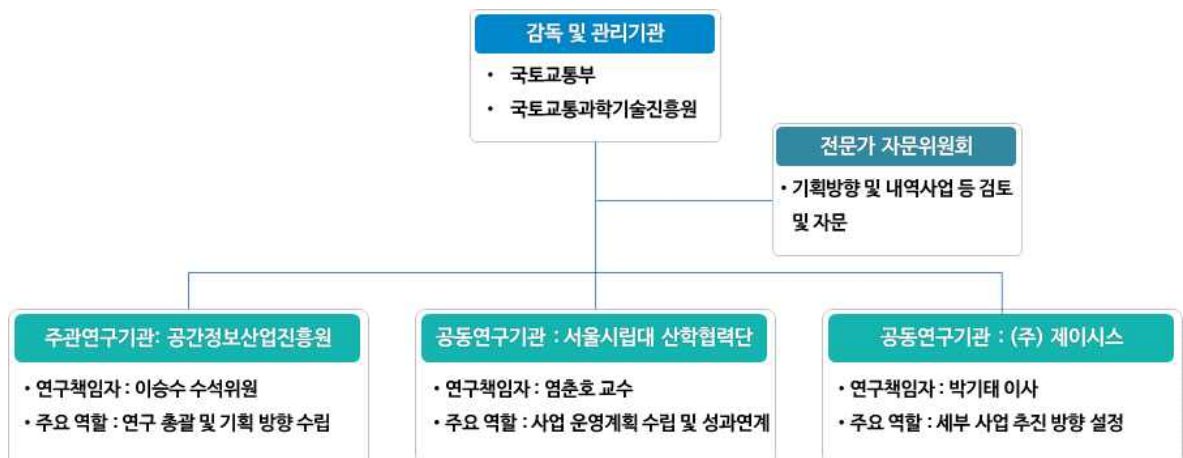 감독 및 관리기관
• 국토교통부
• 국토교통과학기술진흥원
전문가 자문위원회
• 기획방향 및 내역사업 등 검토
및 자문
주관연구기관: 공간정보산업진흥원
• 연구책임자 : 이승수 수석위원
• 주요 역할 : 연구 총괄 및 기획 방향 수립
공동연구기관 : 서울시립대 산학협력단
• 연구책임자 : 염춘호 교수
• 주요 역할 : 사업 운영계획 수립 및 성과연계
공동연구기관 : (주) 제이시스
• 연구책임자 : 박기태 이사
• 주요 역할 : 세부 사업 추진 방향 설정